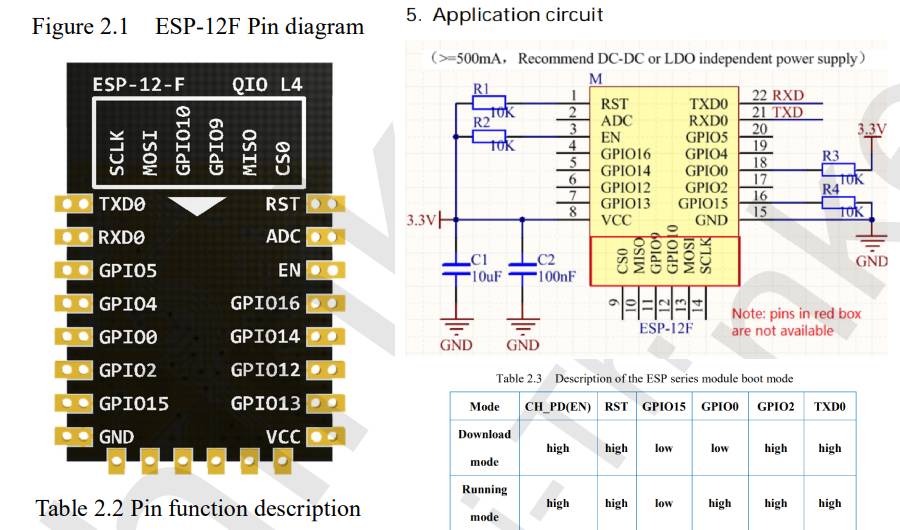 Figure 2.1 ESP-12F Pin diagram
ESP-12-F QIO L4
SCLK
MOSI
GPIO10
GPIO9
MISO
CS0
TXD0 RST
RXD0 ADC
GPIO5 EN
GPIO4 GPIO16
GPIO0 GPIO14
GPIO2 GPIO12
GPIO15 GPIO13
GND VCC
Table 2.2 Pin function description
5. Application circuit
(>=500mA, Recommend DC-DC or LDO independent power supply)
M
R1
10K
R2
10K
1 RST TXD0 22 RXD
2 ADC RXD0 21 TXD
3 EN GPIO5 20
4 GPIO16 GPIO4 19
5 GPIO14 GPIO0 18
6 GPIO12 GPIO2 17
7 GPIO13 GPIO15 16
8 VCC GND 15
3.3V
R3
10K
R4
10K
GND
3.3V
C1
10uF
C2
100nF
GND
GND
CS0
MISO
GPIO9
GPIO10
MOSI
SCLK
9
10
11
12
13
14
ESP-12F
Note: pins in red box
are not available
Table 2.3 Description of the ESP series module boot mode
Mode CH_PD(EN) RST GPIO15 GPIO0 GPIO2 TXD0
Download
mode
high high low low high high
Running
mode
high high low high high high